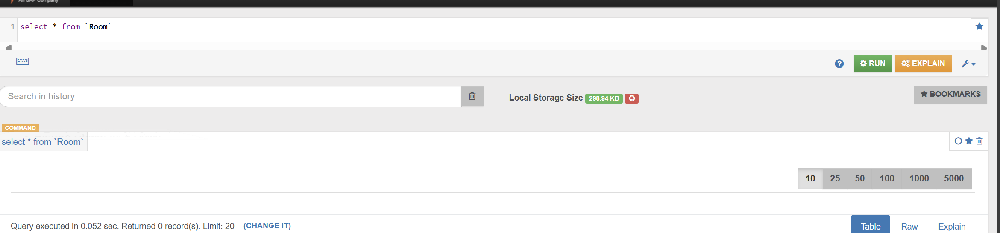 An SAP Company
1 select * from `Room`
RUN
EXPLAIN
Search in history
Local Storage Size 298.94 KB
BOOKMARKS
COMMAND
select * from `Room`
10 25 50 100 1000 5000
Query executed in 0.052 sec. Returned 0 record(s). Limit: 20 (CHANGE IT)
Table Raw Explain